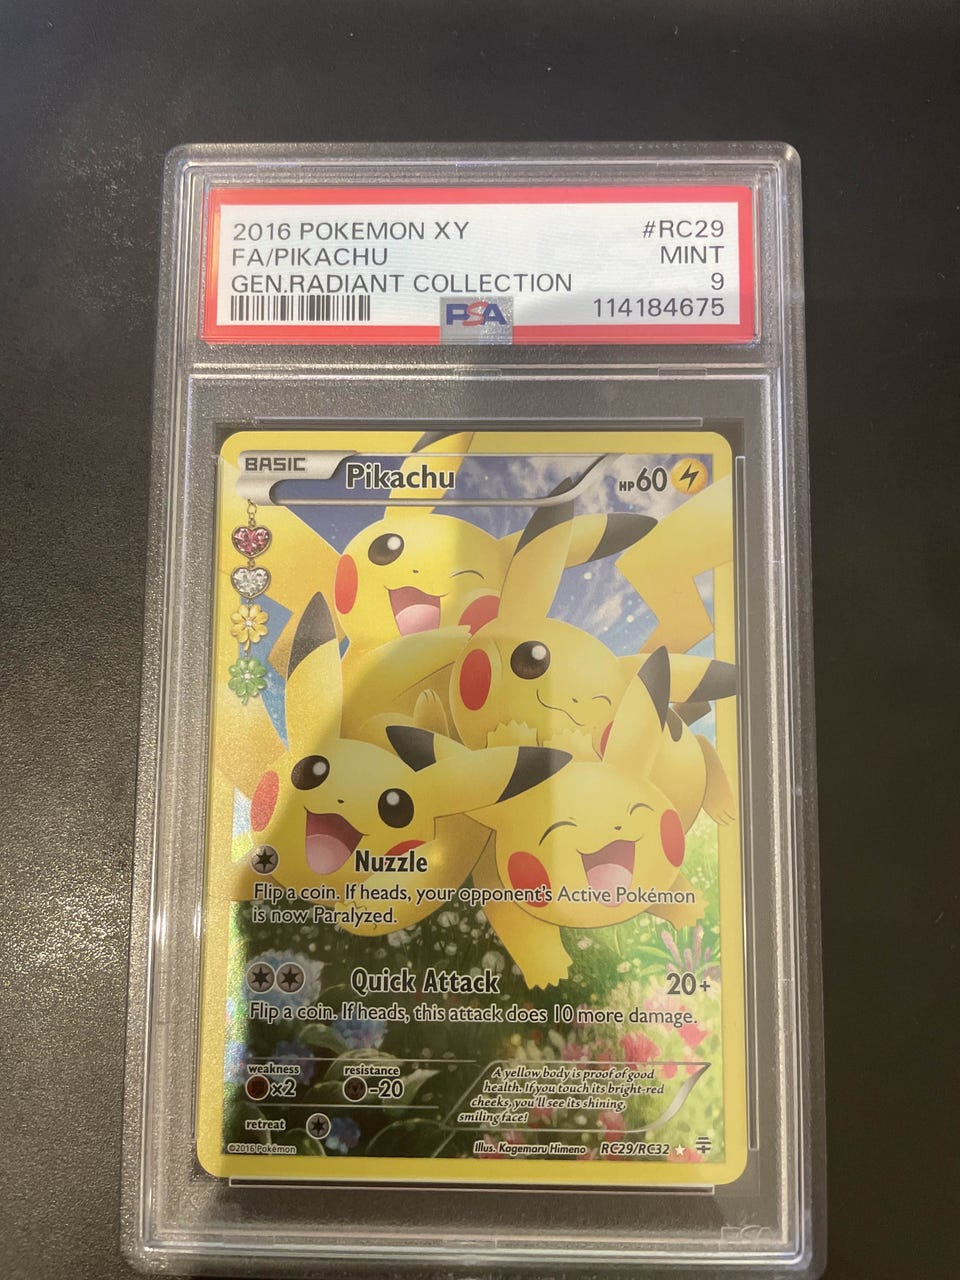 2016 POKEMON XY #RC29
FA/PIKACHU MINT
GEN.RADIANT COLLECTION 9
PSA 114184675
BASIC Pikachu HP60
Nuzzle
Flip a coin. If heads, your opponent's Active Pokémon
is now Paralyzed.
Quick Attack 20+
Flip a coin. If heads, this attack does 10 more damage.
weakness resistance
×2 -20
retreat
A yellow body is proof of good
health. If you touch its bright-red
cheeks, you'll see its shining,
smiling face!
©2016 Pokémon Illus. Kagemaru Himeno RC29/RC32
PSA